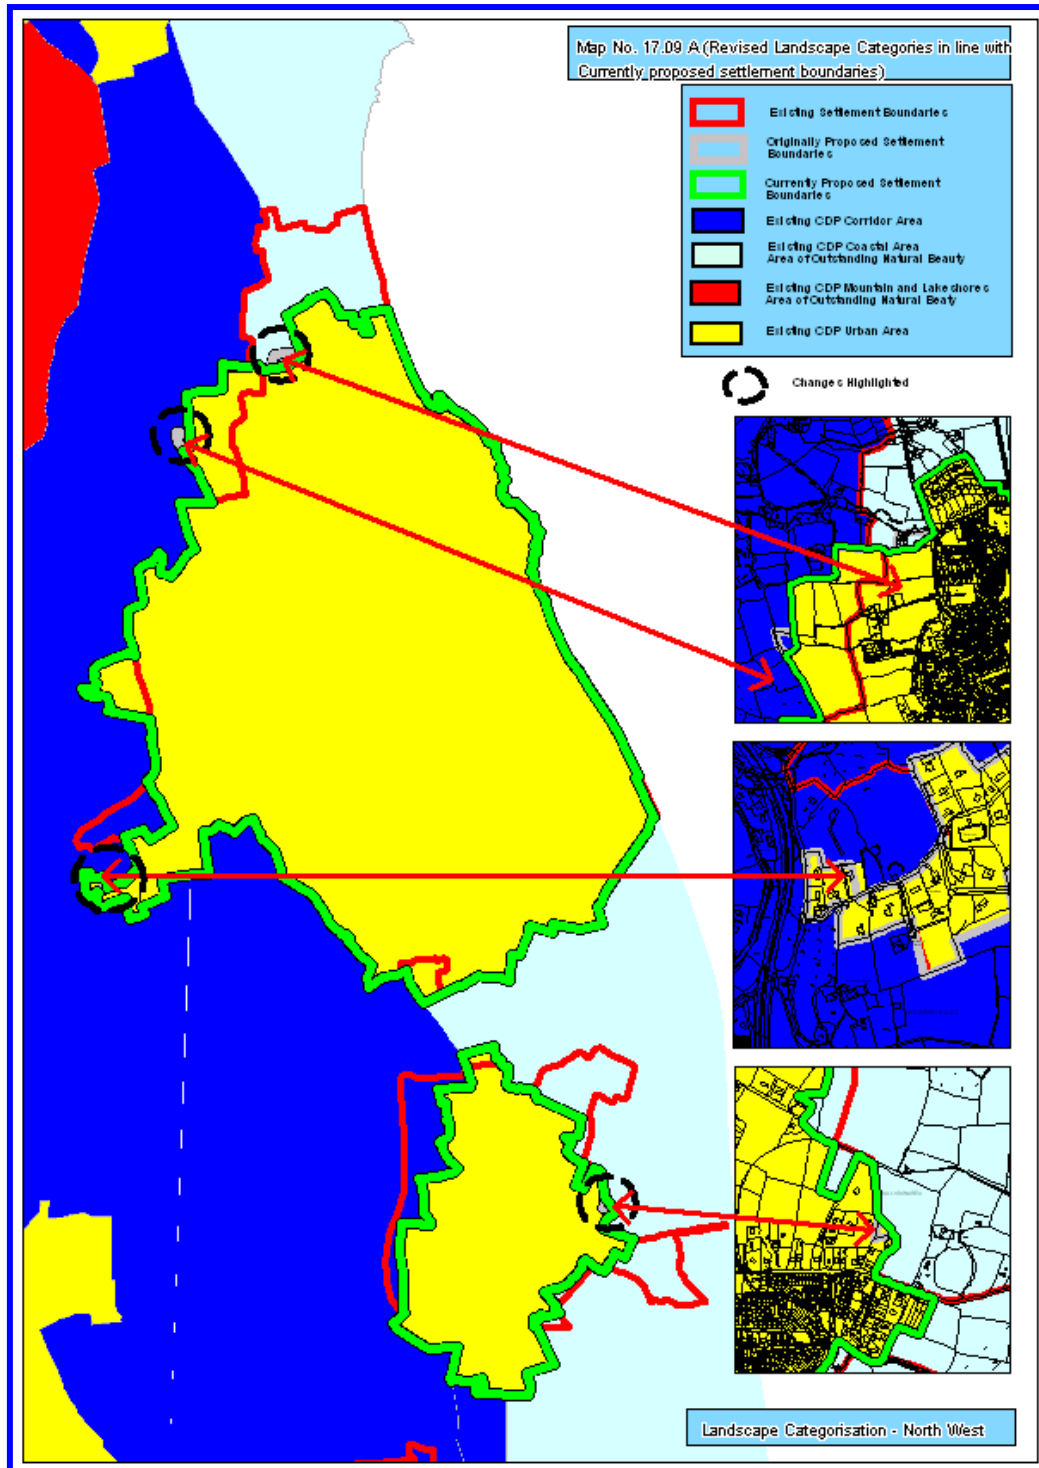 Map No. 17.09 A (Revised Landscape Categories in line with
Currently proposed settlement boundaries)
Existing Settlement Boundaries
Originally Proposed Settlement
Boundaries
Currently Proposed Settlement
Boundaries
Existing CDP Corridor Area
Existing CDP Coastal Area
Area of Outstanding Natural Beauty
Existing CDP Mountain and Lakeshores
Area of Outstanding Natural Beaty
Existing CDP Urban Area
Changes Highlighted
Landscape Categorisation - North West